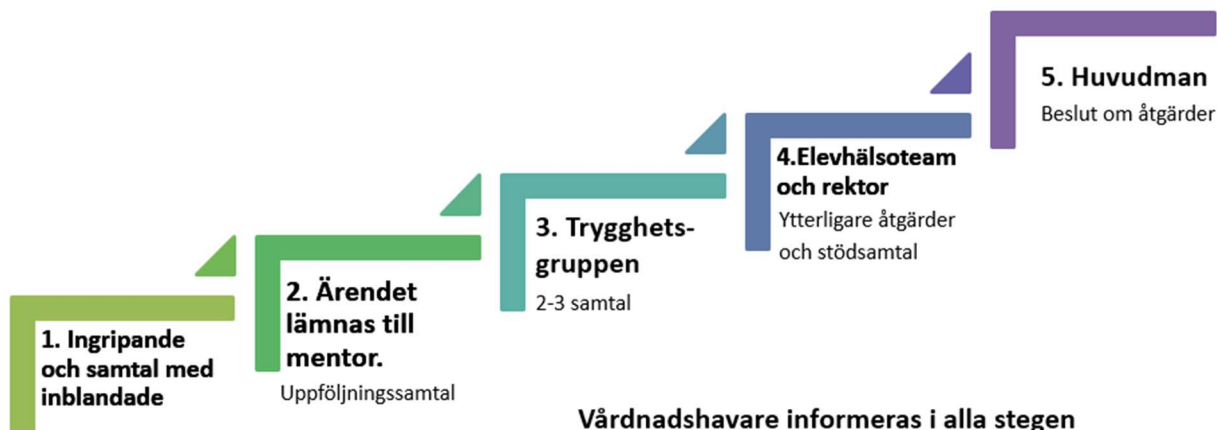 1. Ingripande
och samtal med
inblandade
2. Ärendet
lämnas till
mentor.
Uppföljningssamtal
3. Trygghets-
gruppen
2-3 samtal
4.Elevhälsoteam
och rektor
Ytterligare åtgärder
och stödsamtal
5. Huvudman
Beslut om åtgärder
Vårdnadshavare informeras i alla stegen